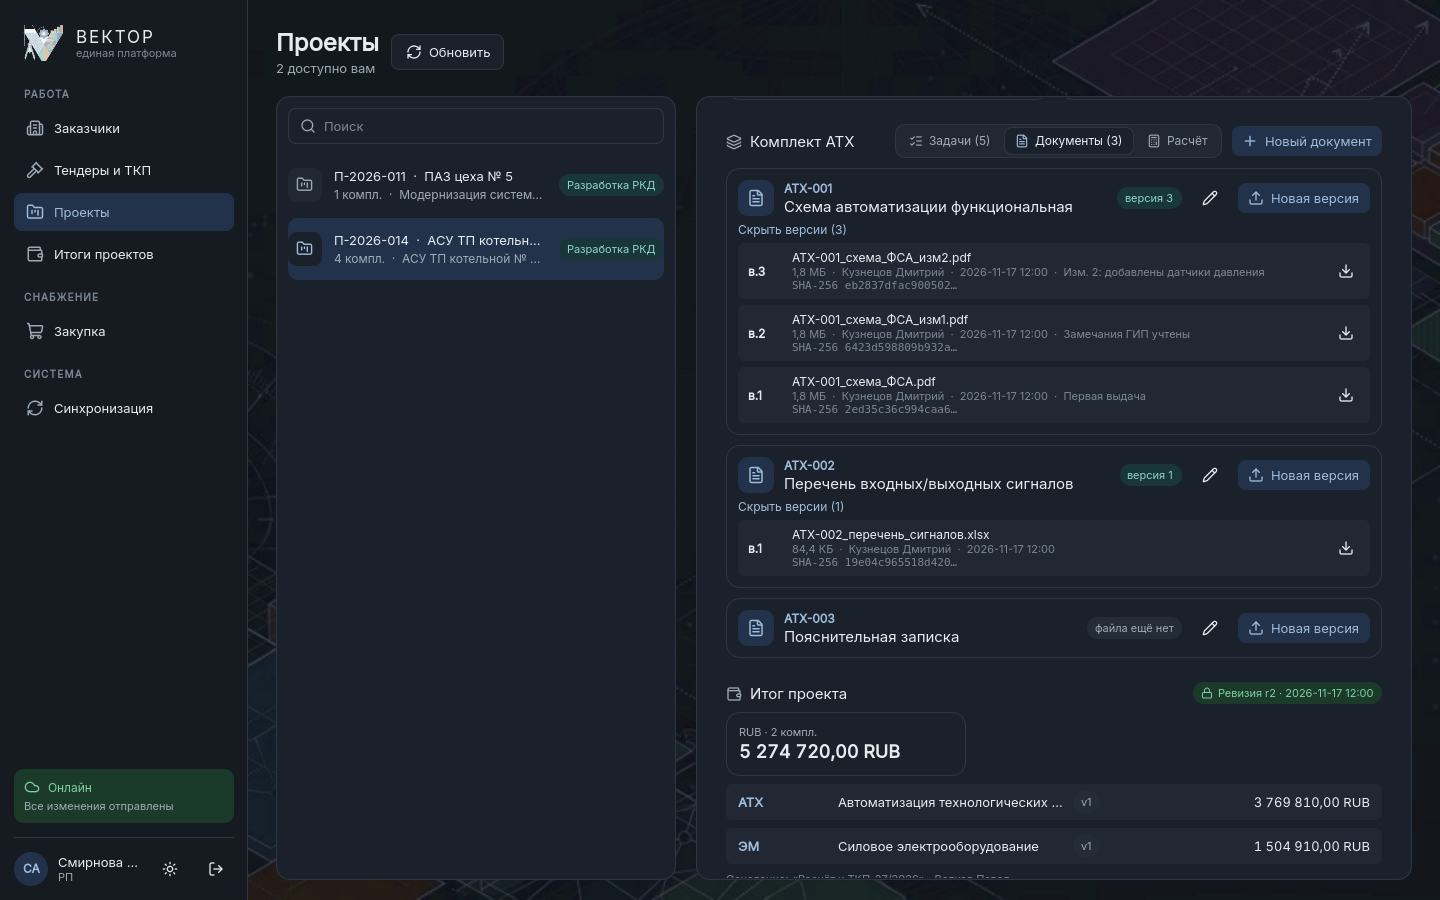 ВЕКТОР
единая платформа
РАБОТА
Заказчики
Тендеры и ТКП
Проекты
Итоги проектов
СНАБЖЕНИЕ
Закупка
СИСТЕМА
Синхронизация
Онлайн
Все изменения отправлены
СА
Смирнова ...
РП
Проекты
2 доступно вам
Обновить
Поиск
П-2026-011 · ПАЗ цеха № 5
1 компл. · Модернизация систем...
Разработка РКД
П-2026-014 · АСУ ТП котельн...
4 компл. · АСУ ТП котельной № ...
Разработка РКД
Комплект АТХ
Задачи (5)
Документы (3)
Расчёт
Новый документ
АТХ-001
Схема автоматизации функциональная
версия 3
Новая версия
Скрыть версии (3)
в.3
АТХ-001_схема_ФСА_изм2.pdf
1,8 МБ · Кузнецов Дмитрий · 2026-11-17 12:00 · Изм. 2: добавлены датчики давления
SHA-256 eb2837dfac900502…
в.2
АТХ-001_схема_ФСА_изм1.pdf
1,8 МБ · Кузнецов Дмитрий · 2026-11-17 12:00 · Замечания ГИП учтены
SHA-256 6423d598809b932a…
в.1
АТХ-001_схема_ФСА.pdf
1,8 МБ · Кузнецов Дмитрий · 2026-11-17 12:00 · Первая выдача
SHA-256 2ed35c36c994caa6…
АТХ-002
Перечень входных/выходных сигналов
версия 1
Новая версия
Скрыть версии (1)
в.1
АТХ-002_перечень_сигналов.xlsx
84,4 КБ · Кузнецов Дмитрий · 2026-11-17 12:00
SHA-256 19e04c965518d420…
АТХ-003
Пояснительная записка
файла ещё нет
Новая версия
Итог проекта
Ревизия r2 · 2026-11-17 12:00
RUB · 2 компл.
5 274 720,00 RUB
АТХ
Автоматизация технологических ...
v1
3 769 810,00 RUB
ЭМ
Силовое электрооборудование
v1
1 504 910,00 RUB